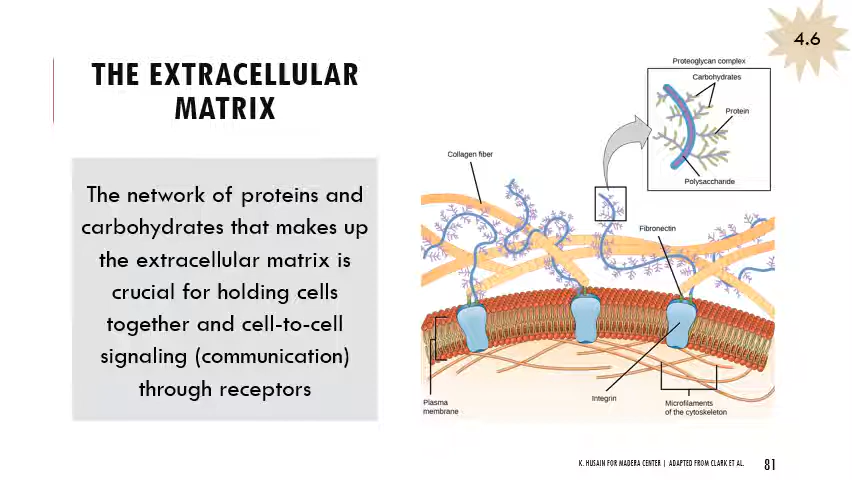 4.6
THE EXTRACELLULAR
MATRIX
The network of proteins and
carbohydrates that makes up
the extracellular matrix is
crucial for holding cells
together and cell-to-cell
signaling (communication)
through receptors
Proteoglycan complex
Carbohydrates
Protein
Polysaccharide
Collagen fiber
Fibronectin
Plasma
membrane
Integrin
Microfilaments
of the cytoskeleton
K. HUSAIN FOR MADERA CENTER | ADAPTED FROM CLARK ET AL.
81